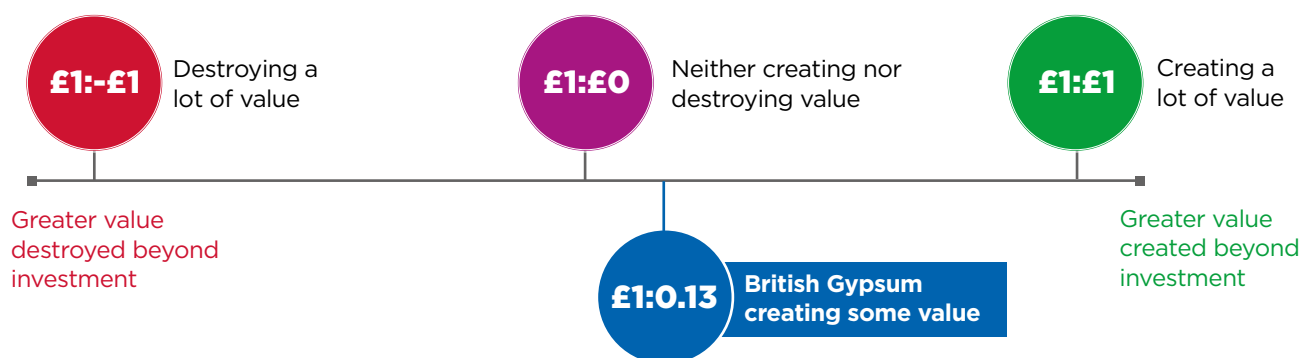 £1:-£1
Destroying a
lot of value
£1:£0
Neither creating nor
destroying value
£1:£1
Creating a
lot of value
Greater value
destroyed beyond
investment
Greater value
created beyond
investment
£1:0.13
British Gypsum
creating some value